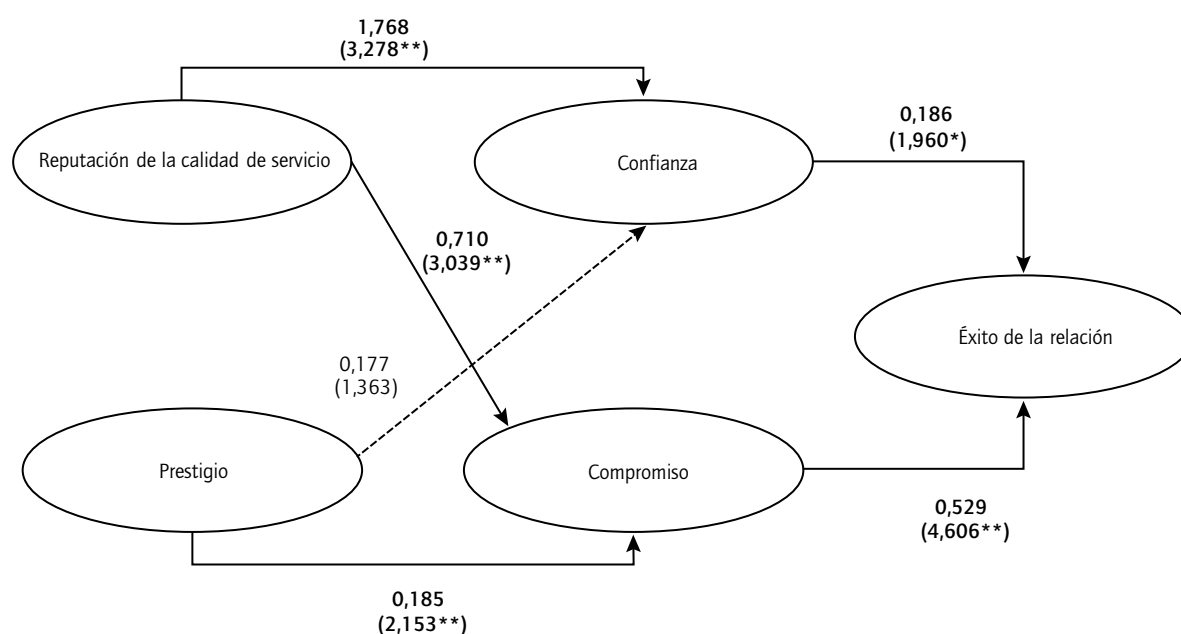 1,768
(3,278**)
0,186
(1,960*)
Reputación de la calidad de servicio
Confianza
0,710
(3,039**)
Éxito de la relación
0,177
(1,363)
Prestigio
Compromiso
0,529
(4,606**)
0,185
(2,153**)